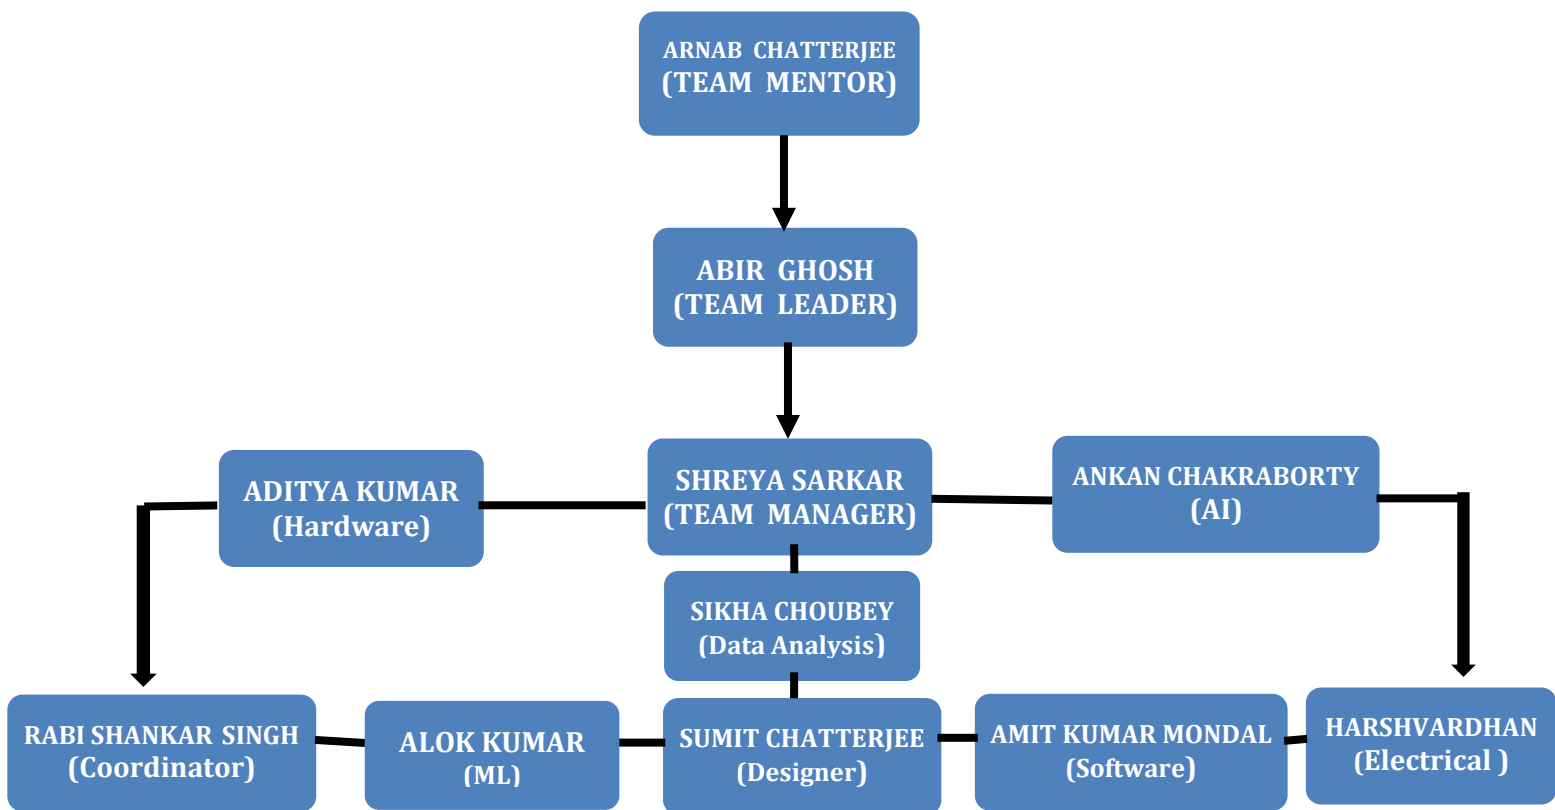 ARNAB CHATTERJEE
(TEAM MENTOR)
ABIR GHOSH
(TEAM LEADER)
ADITYA KUMAR
(Hardware)
SHREYA SARKAR
(TEAM MANAGER)
ANKAN CHAKRABORTY
(AI)
SIKHA CHOUBEY
(Data Analysis)
RABI SHANKAR SINGH
(Coordinator)
ALOK KUMAR
(ML)
SUMIT CHATTERJEE
(Designer)
AMIT KUMAR MONDAL
(Software)
HARSHVARDHAN
(Electrical )